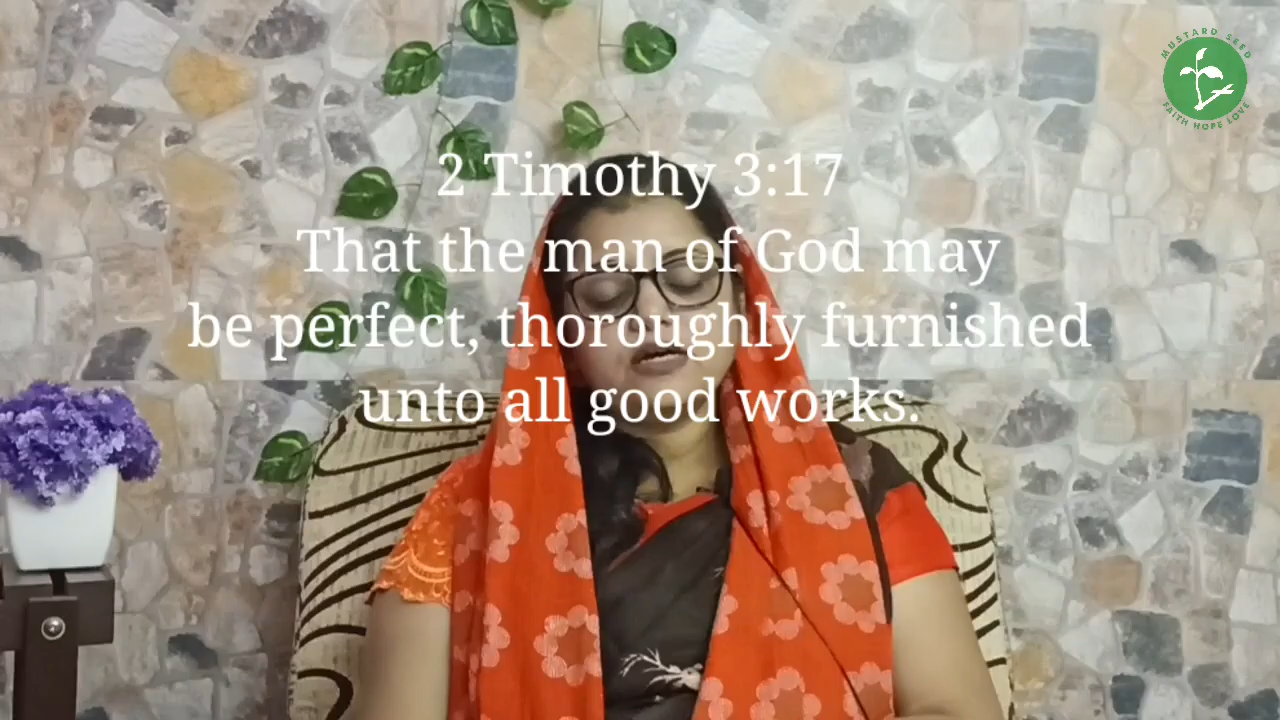 MUSTARD SEED
FAITH HOPE LOVE
2 Timothy 3:17
That the man of God may
be perfect, thoroughly furnished
unto all good works.